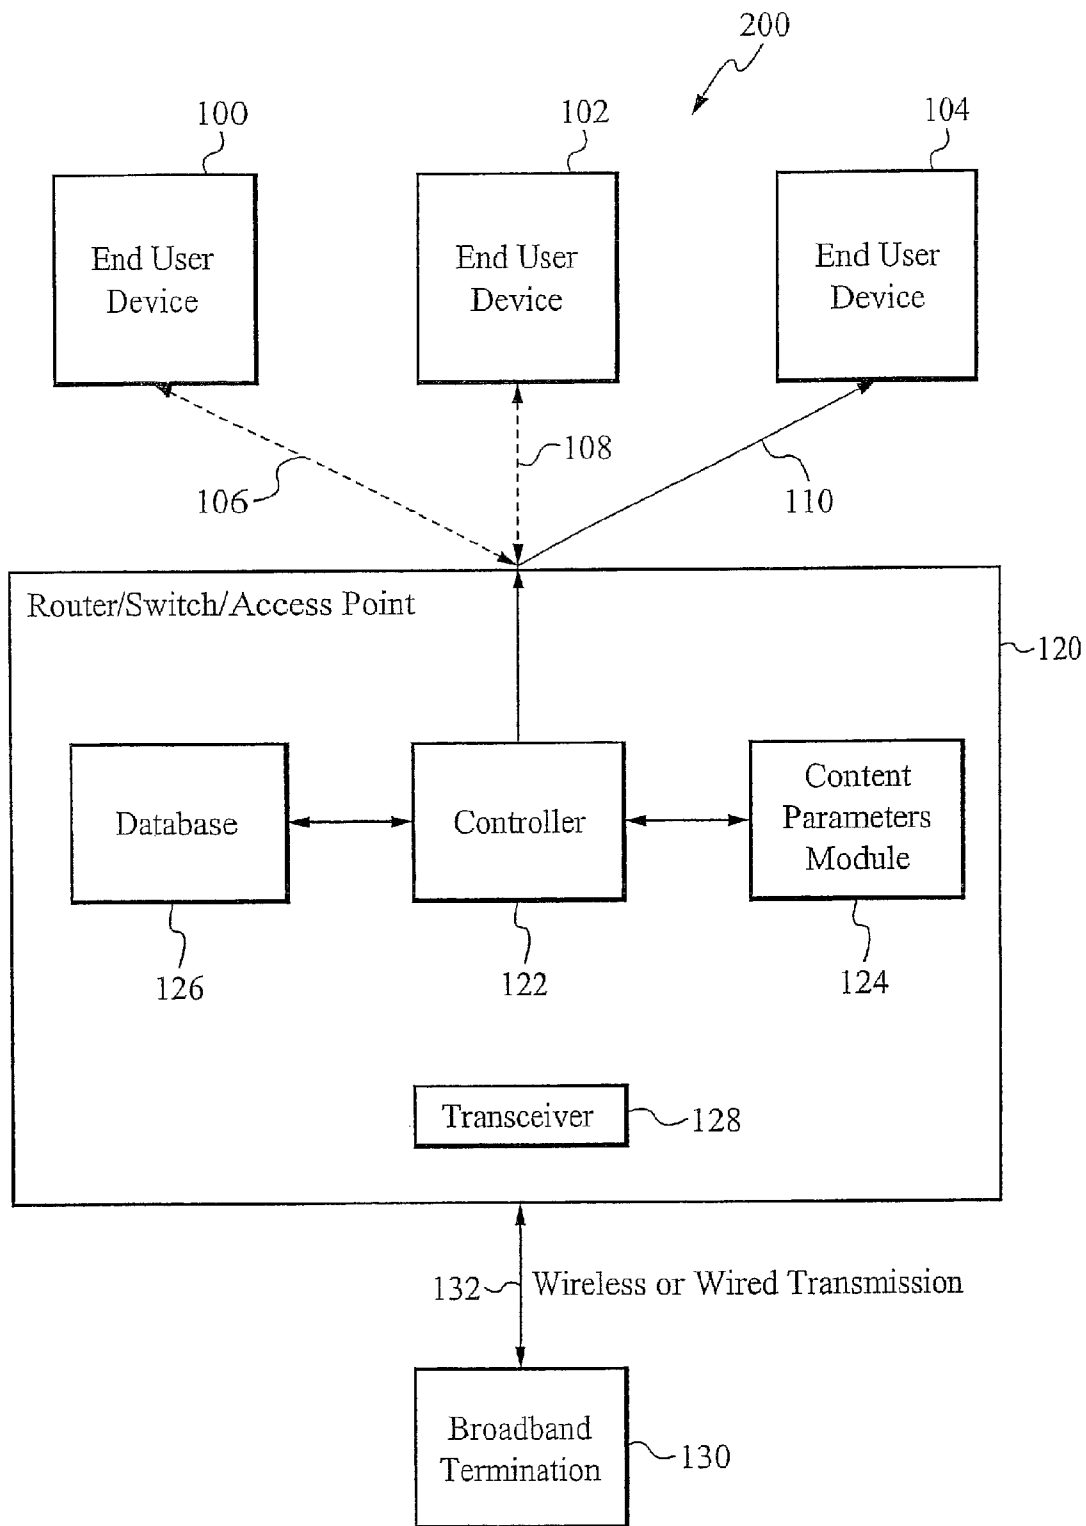 200
100
102
104
End User
Device
End User
Device
End User
Device
106
108
110
Router/Switch/Access Point
120
Database
Controller
Content
Parameters
Module
126
122
124
Transceiver
128
132
Wireless or Wired Transmission
Broadband
Termination
130